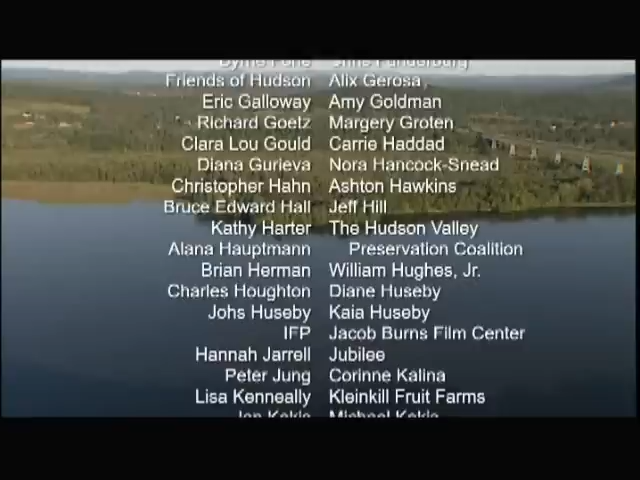 Friends of Hudson Alix Gerosa
Eric Galloway Amy Goldman
Richard Goetz Margery Groten
Clara Lou Gould Carrie Haddad
Diana Gurieva Nora Hancock-Snead
Christopher Hahn Ashton Hawkins
Bruce Edward Hall Jeff Hill
Kathy Harter The Hudson Valley
Alana Hauptmann Preservation Coalition
Brian Herman William Hughes, Jr.
Charles Houghton Diane Huseby
Johs Huseby Kaia Huseby
IFP Jacob Burns Film Center
Hannah Jarrell Jubilee
Peter Jung Corinne Kalina
Lisa Kenneally Kleinkill Fruit Farms